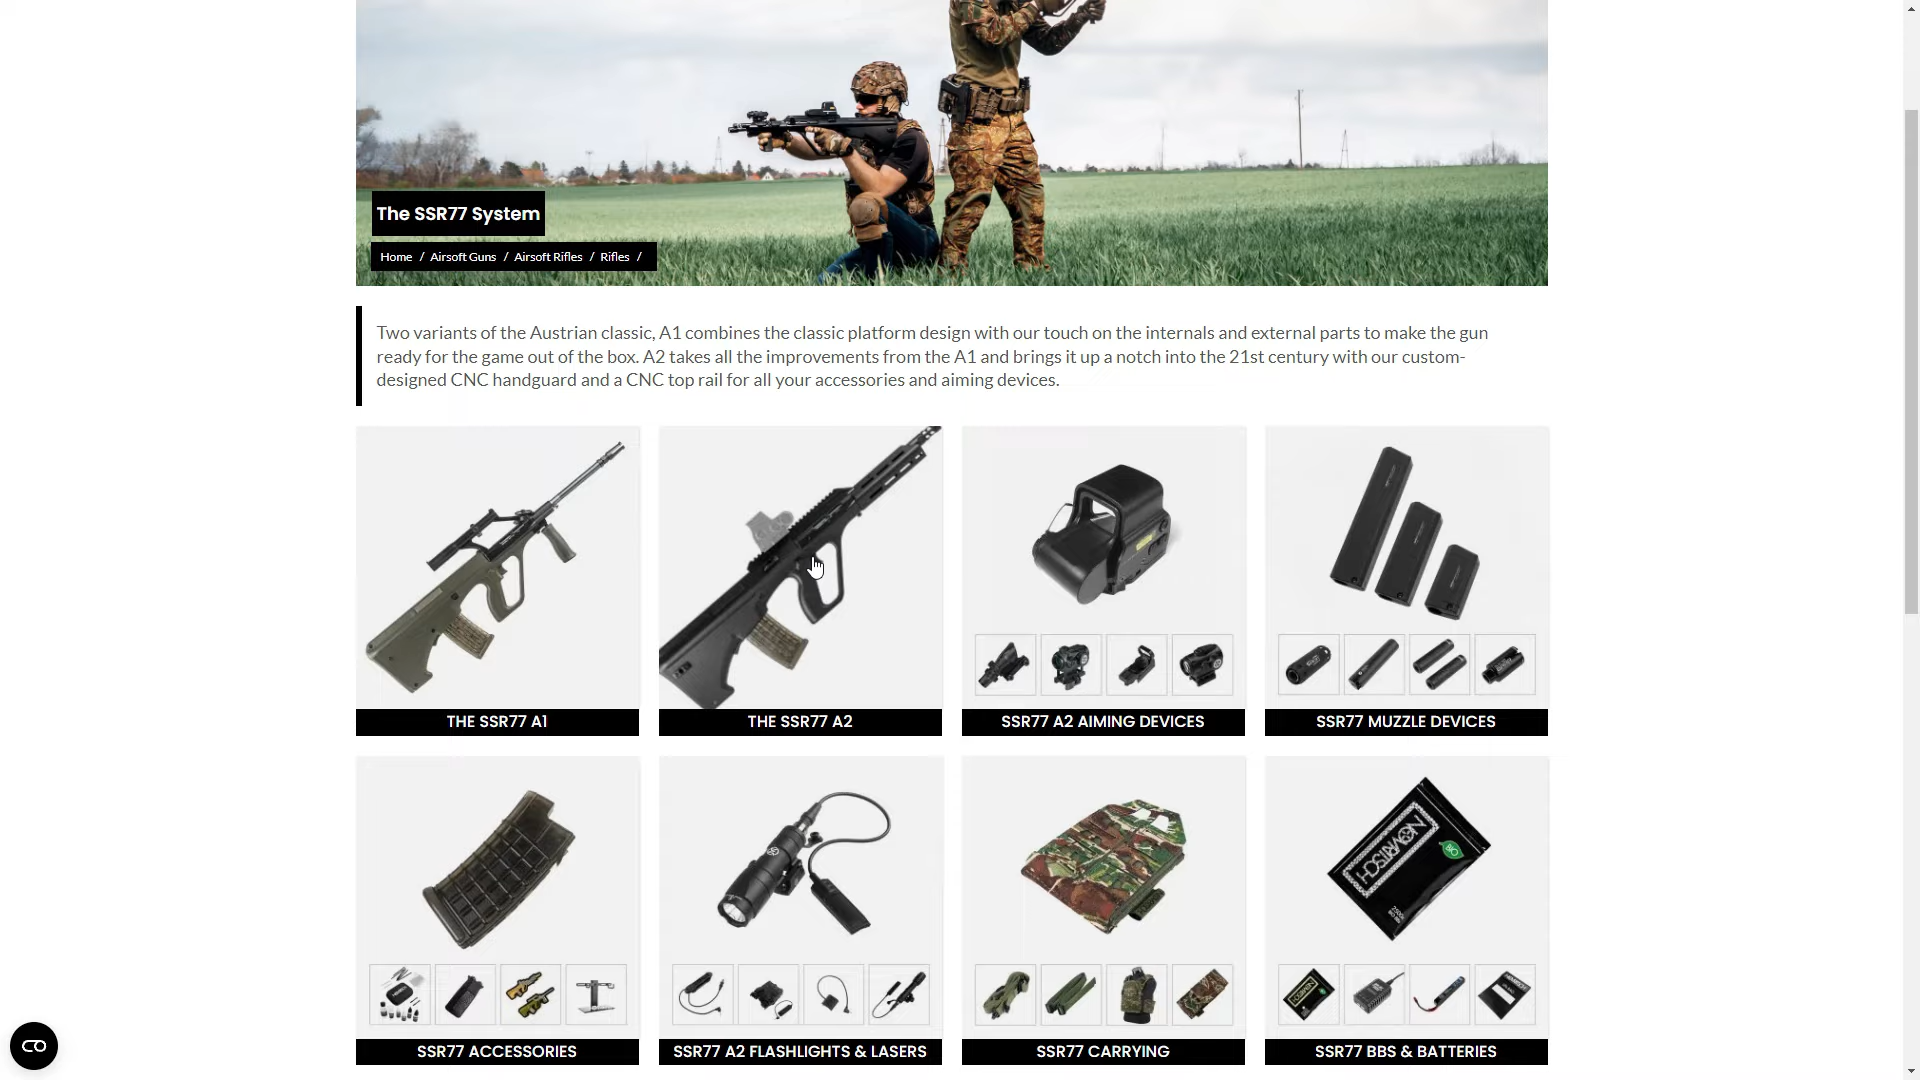 The SSR77 System
Home / Airsoft Guns / Airsoft Rifles / Rifles /
Two variants of the Austrian classic, A1 combines the classic platform design with our touch on the internals and external parts to make the gun
ready for the game out of the box. A2 takes all the improvements from the A1 and brings it up a notch into the 21st century with our custom-
designed CNC handguard and a CNC top rail for all your accessories and aiming devices.
THE SSR77 A1
THE SSR77 A2
SSR77 A2 AIMING DEVICES
SSR77 MUZZLE DEVICES
NOVRITSCH
BIO
SSR77 ACCESSORIES
SSR77 A2 FLASHLIGHTS & LASERS
SSR77 CARRYING
SSR77 BBS & BATTERIES